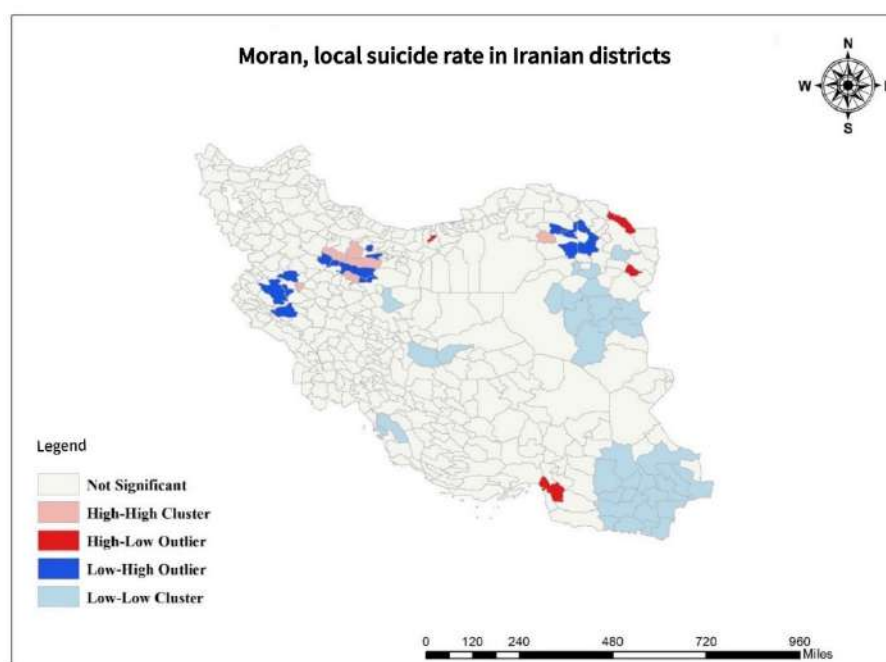 Moran, local suicide rate in Iranian districts
N
W
S
Legend
Not Significant
High-High Cluster
High-Low Outlier
Low-High Outlier
Low-Low Cluster
0 120 240 480 720 960
Miles